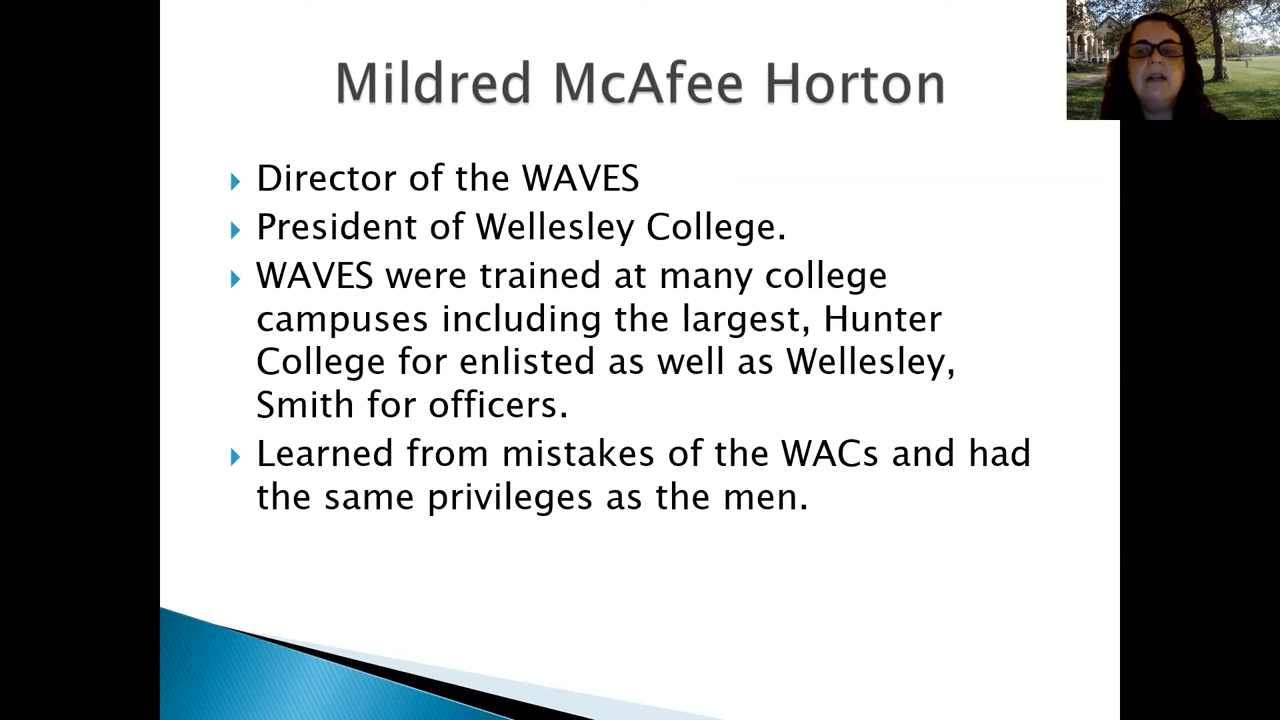 Mildred McAfee Horton
Director of the WAVES
President of Wellesley College.
WAVES were trained at many college
campuses including the largest, Hunter
College for enlisted as well as Wellesley,
Smith for officers.
Learned from mistakes of the WACs and had
the same privileges as the men.